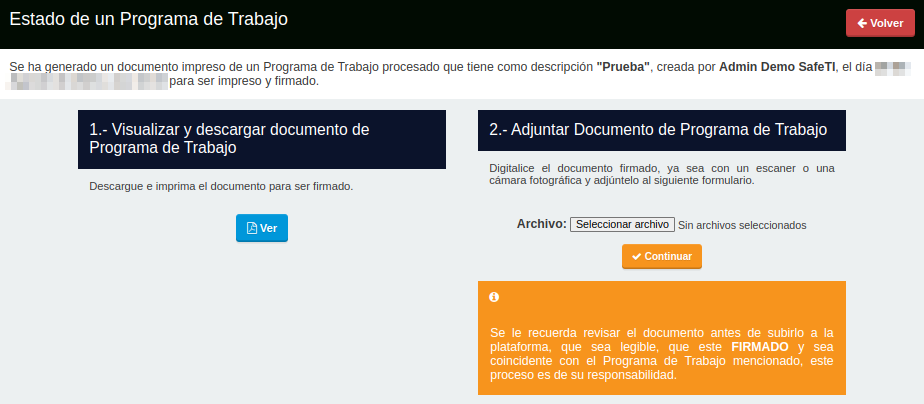 Estado de un Programa de Trabajo
Volver
Se ha generado un documento impreso de un Programa de Trabajo procesado que tiene como descripción "Prueba", creada por Admin Demo SafeTI, el día
para ser impreso y firmado.
1.- Visualizar y descargar documento de
Programa de Trabajo
Descargue e imprima el documento para ser firmado.
Ver
2.- Adjuntar Documento de Programa de Trabajo
Digitalice el documento firmado, ya sea con un escaner o una
cámara fotográfica y adjúntelo al siguiente formulario.
Archivo: Seleccionar archivo Sin archivos seleccionados
Continuar
Se le recuerda revisar el documento antes de subirlo a la
plataforma, que sea legible, que este FIRMADO y sea
coincidente con el Programa de Trabajo mencionado, este
proceso es de su responsabilidad.